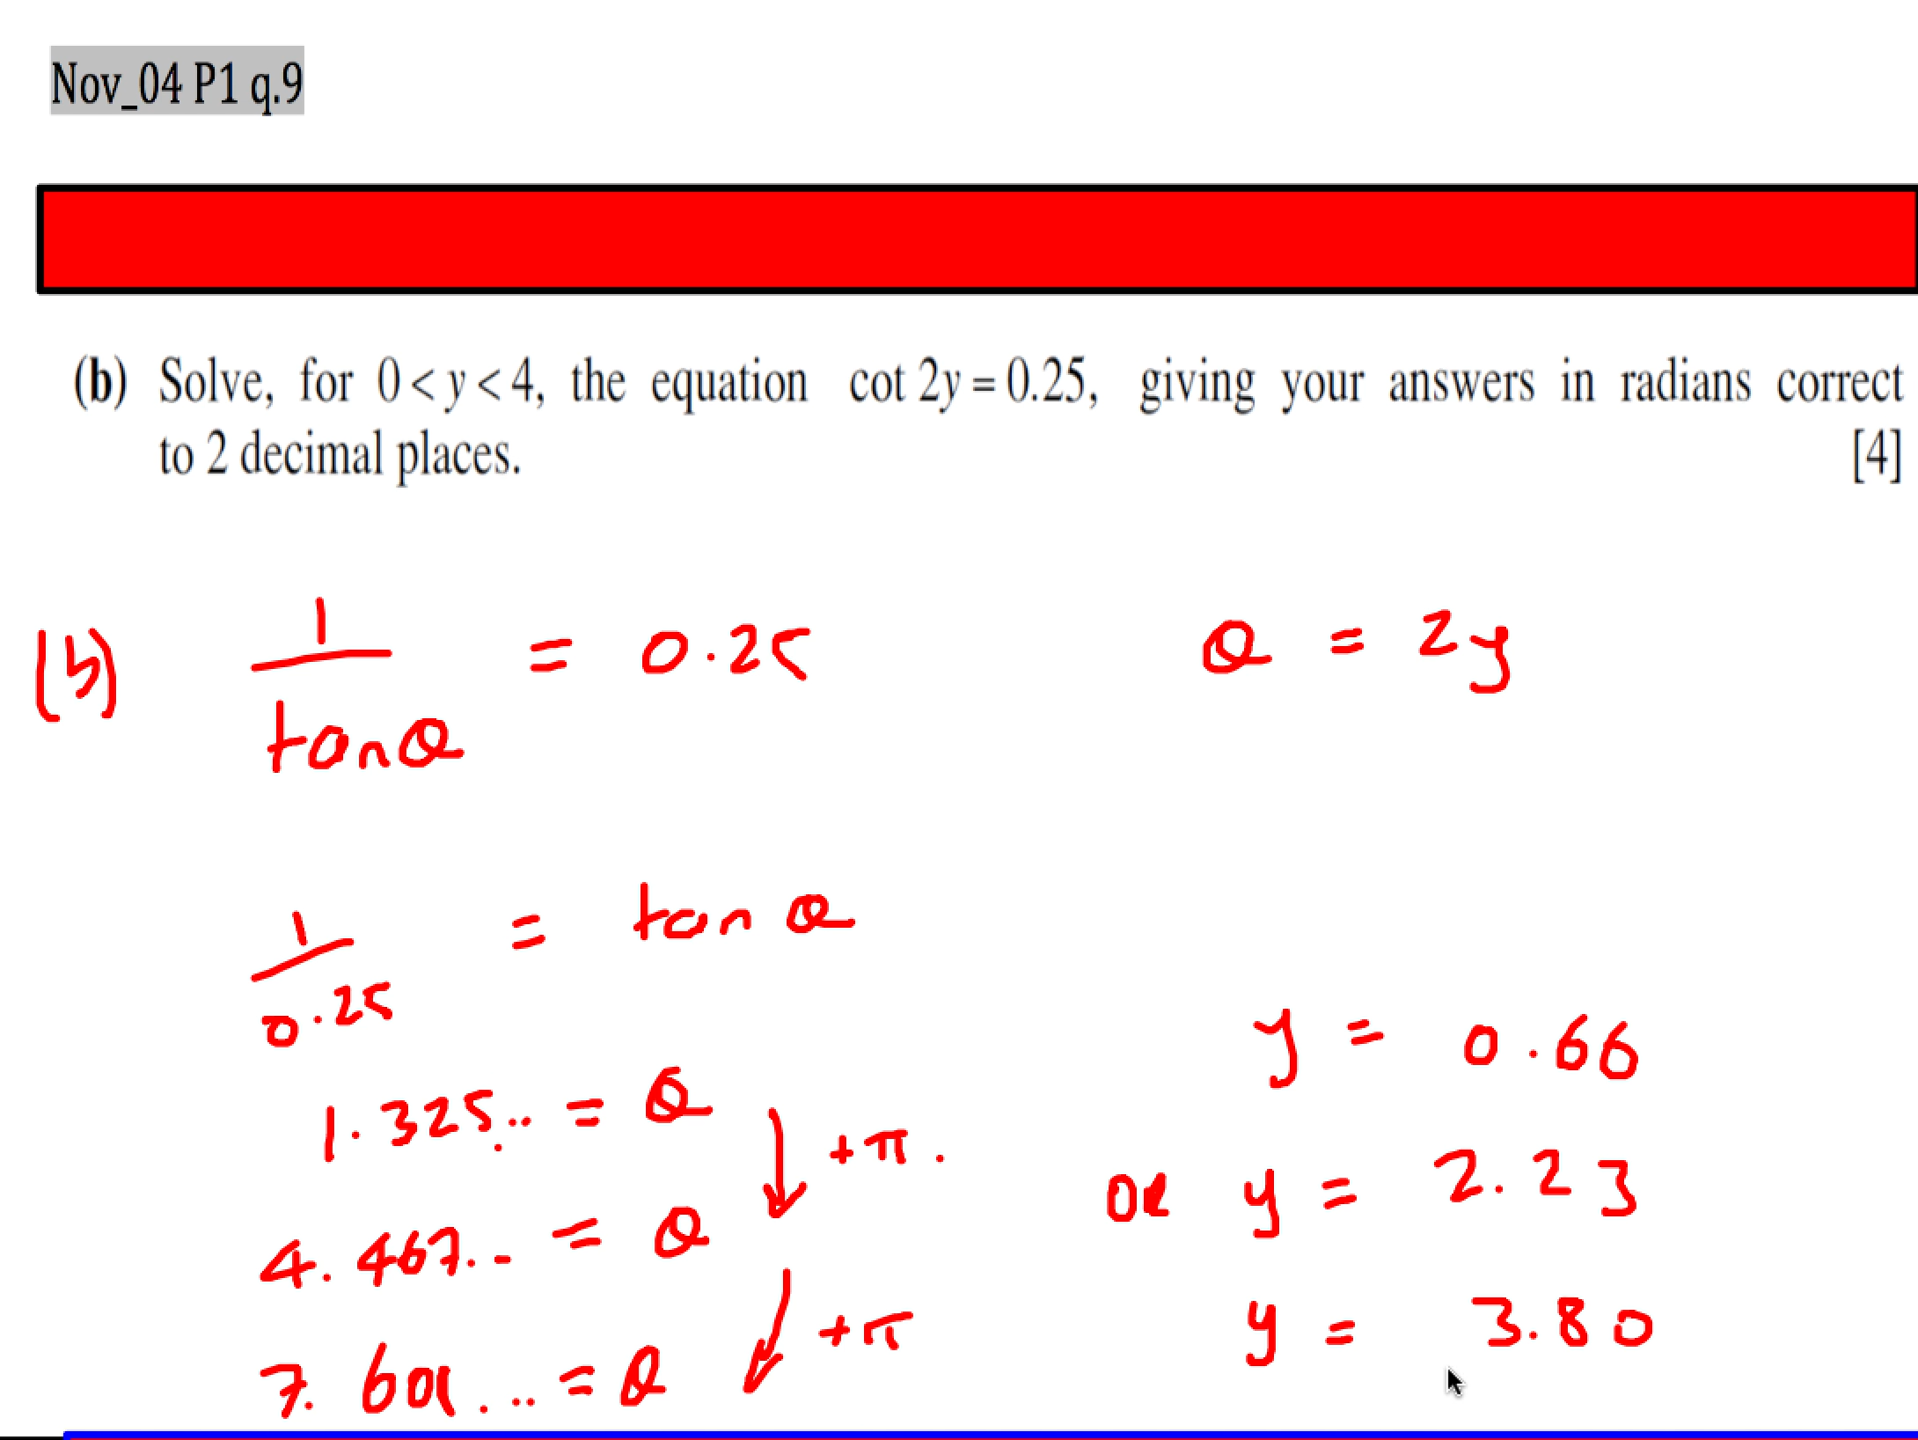 Nov_04 P1 q.9
(b) Solve, for 0 < y < 4, the equation cot 2y = 0.25, giving your answers in radians correct
to 2 decimal places. [4]
(b) 1/tanθ = 0.25 θ = 2y
1/0.25 = tan θ
1.325... = θ
+π.
4.467.. = θ
+π
7.609... = θ
y = 0.66
or y = 2.23
y = 3.80